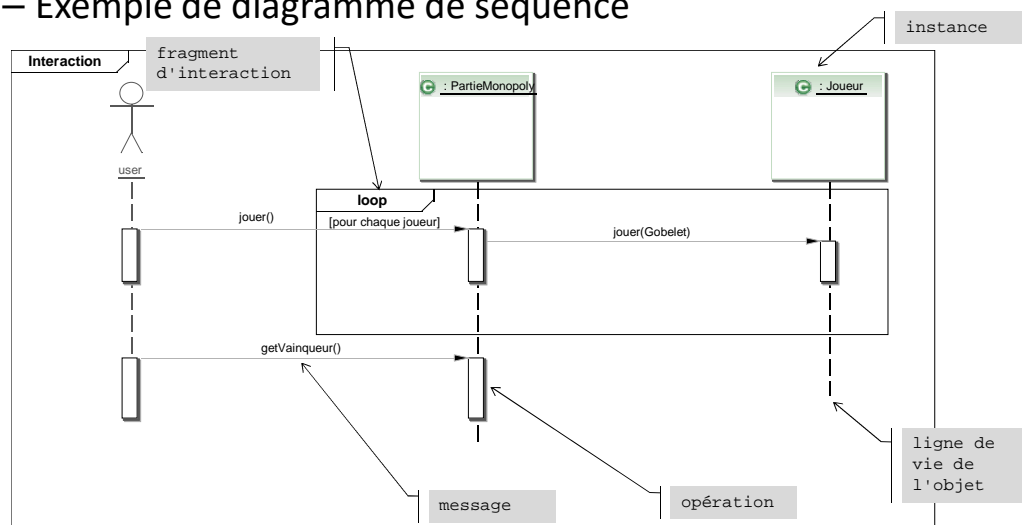 – Exemple de diagramme de séquence
instance
Interaction
fragment
d'interaction
: PartieMonopoly
: Joueur
user
loop
jouer()
[pour chaque joueur]
jouer(Gobelet)
getVainqueur()
ligne de
vie de
l'objet
message
opération